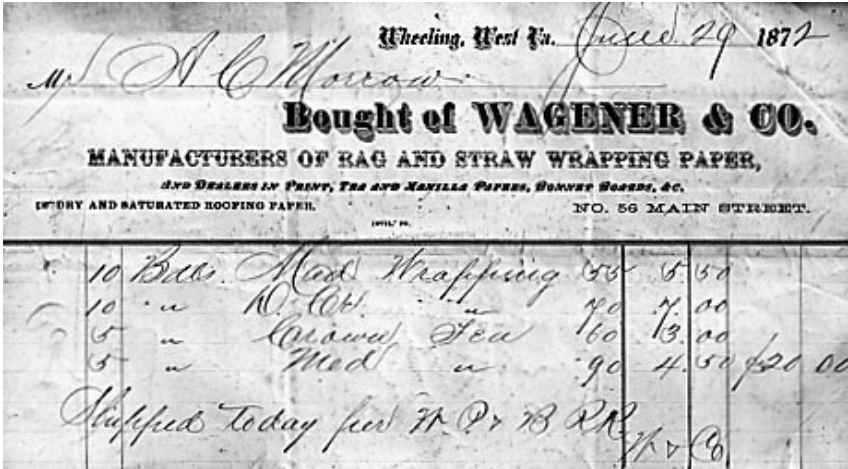 Wheeling, West Va. June 29 1872
M A C Morrow
Bought of WAGENER & CO.
MANUFACTURERS OF RAG AND STRAW WRAPPING PAPER,
AND DEALERS IN PRINT, TEA AND MANILLA PAPERS, BONNET BOARDS, &C.
DRY AND SATURATED ROOFING PAPER. NO. 56 MAIN STREET.
10 Bdls. Med Wrapping 55 5 50
10 " D. Cr. " 70 7 00
5 " Crown Tea 60 3 00
5 " Med " 90 4 50 $20 00
Shipped today per W. P & B RR
W & Co